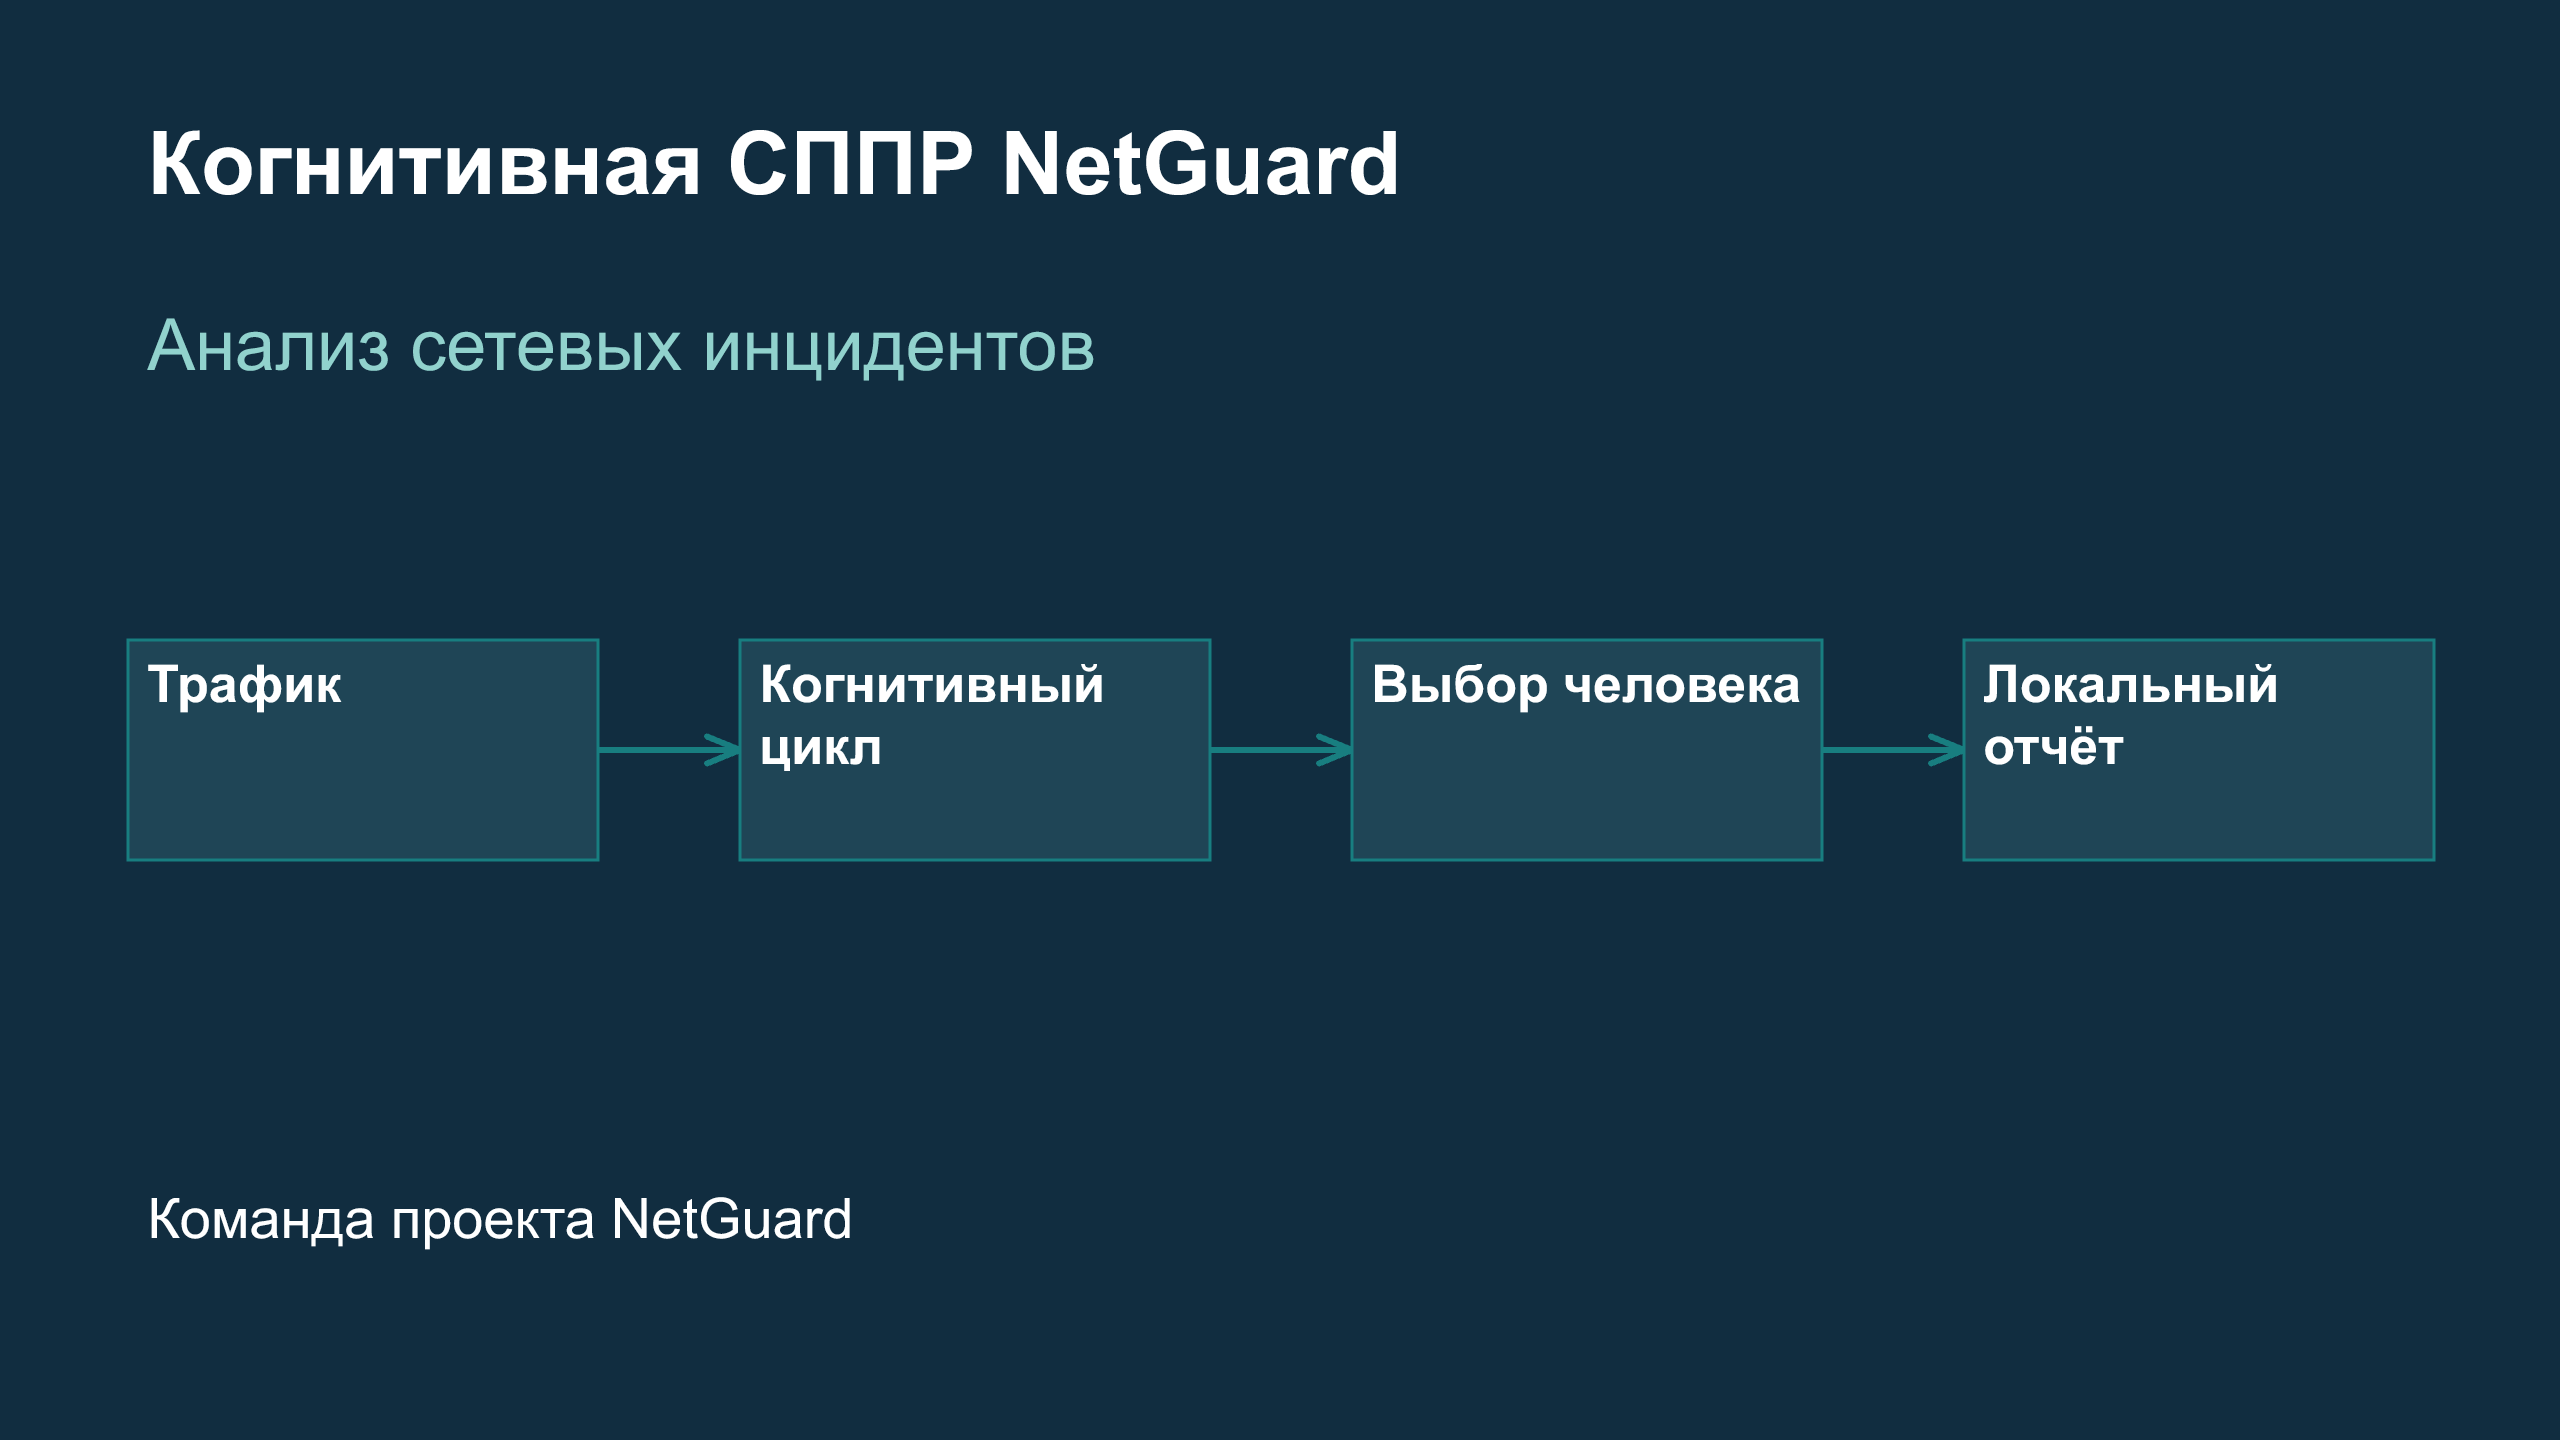 Когнитивная СППР NetGuard
Анализ сетевых инцидентов
Трафик
Когнитивный
цикл
Выбор человека
Локальный
отчёт
Команда проекта NetGuard